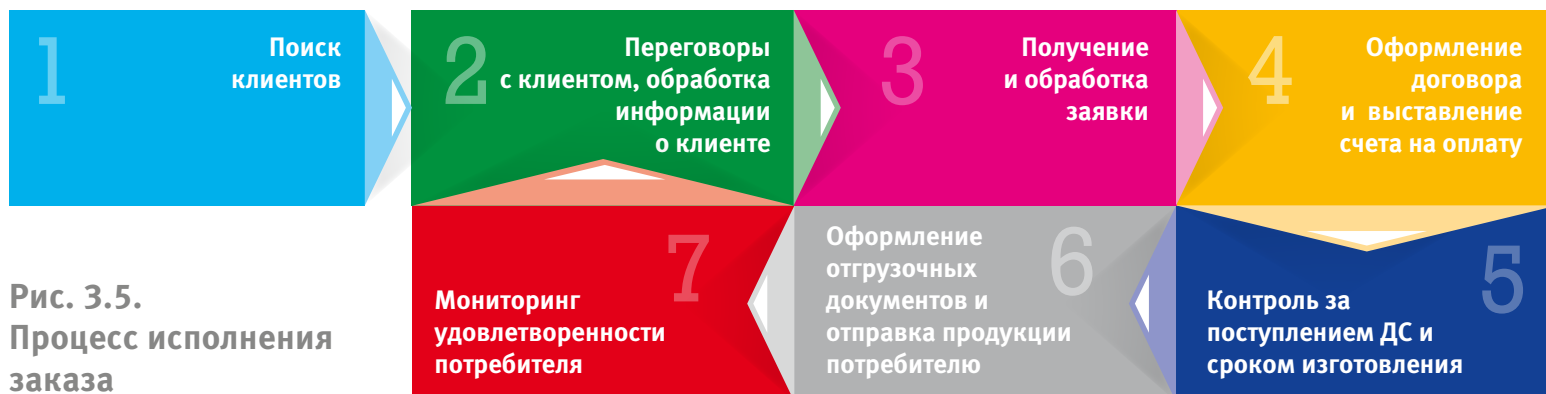 1
Поиск
клиентов
2
Переговоры
с клиентом, обработка
информации
о клиенте
3
Получение
и обработка
заявки
4
Оформление
договора
и выставление
счета на оплату
5
Контроль за
поступлением ДС и
сроком изготовления
6
Оформление
отгрузочных
документов и
отправка продукции
потребителю
7
Мониторинг
удовлетворенности
потребителя
Рис. 3.5.
Процесс исполнения
заказа